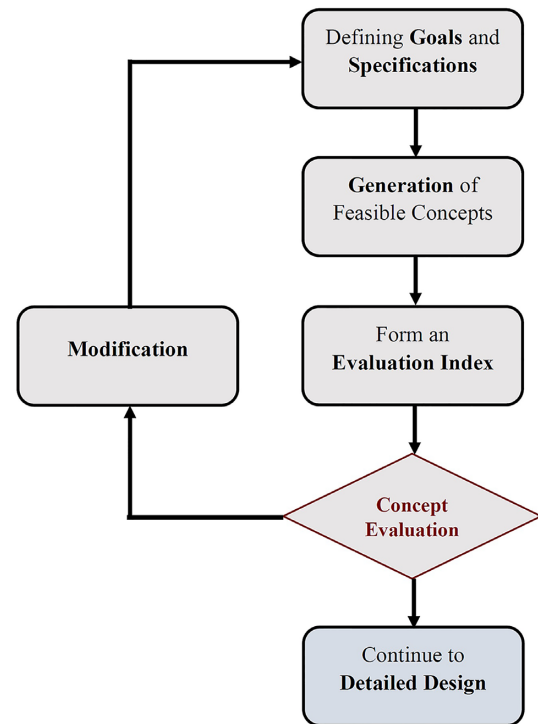 Defining Goals and
Specifications
Generation of
Feasible Concepts
Modification
Form an
Evaluation Index
Concept
Evaluation
Continue to
Detailed Design